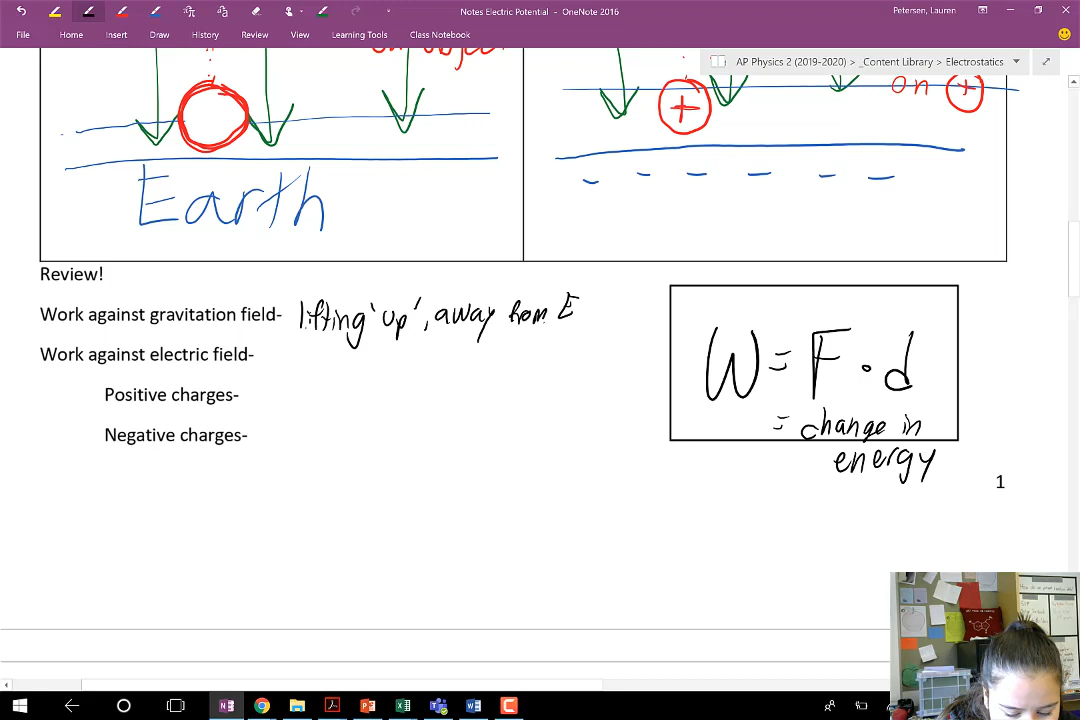 Notes Electric Potential - OneNote 2016
Petersen, Lauren
File Home Insert Draw History Review View Learning Tools Class Notebook
AP Physics 2 (2019-2020) > _Content Library > Electrostatics
on object
on +
+
Earth
Review!
Work against gravitation field- lifting 'up', away from E
Work against electric field-
Positive charges-
Negative charges-
W = F · d
= change in
energy
1